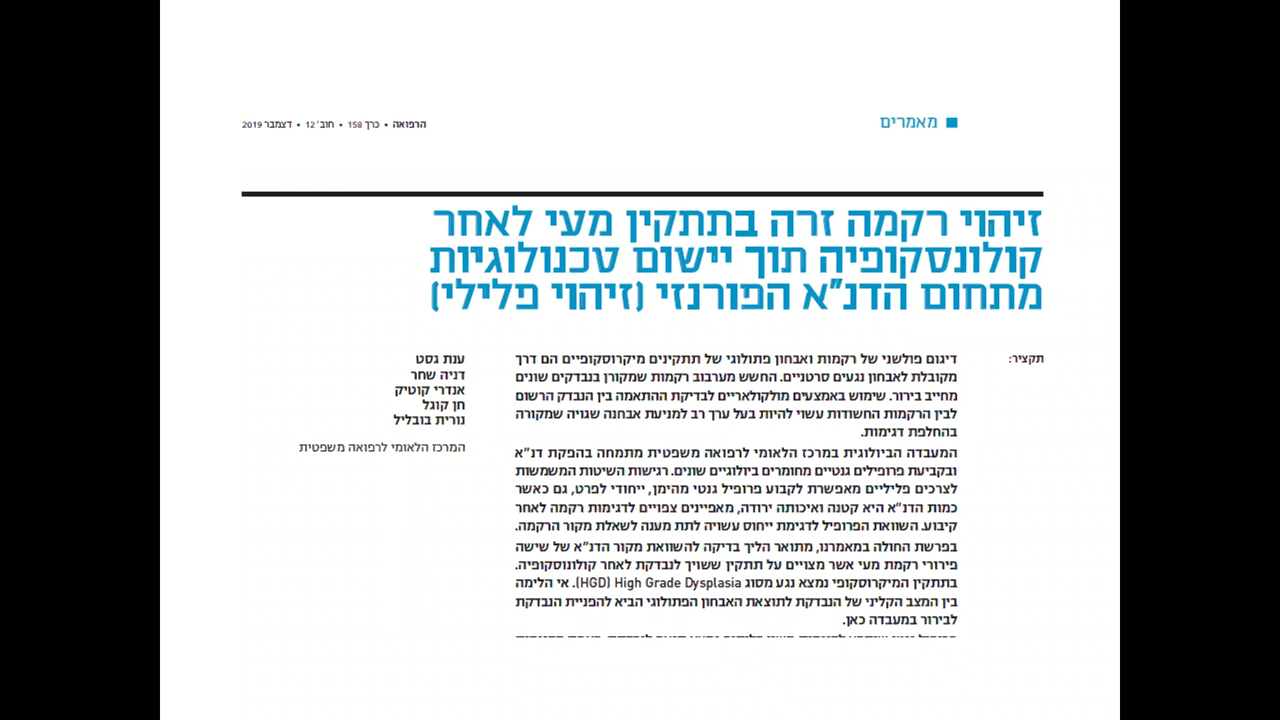 ■ מאמרים
הרפואה • כרך 158 • חוב' 12 • דצמבר 2019
זיהוי רקמה זרה בתתקין מעי לאחר
קולונסקופיה תוך יישום טכנולוגיות
מתחום הדנ"א הפורנזי (זיהוי פלילי)
תקציר:
דיגום פולשני של רקמות ואבחון פתולוגי של תתקינים מיקרוסקופיים הם דרך
מקובלת לאבחון נגעים סרטניים. החשש מערבוב רקמות שמקורן בנבדקים שונים
מחייב בירור. שימוש באמצעים מולקולאריים לבדיקת ההתאמה בין הנבדק הרשום
לבין הרקמות החשודות עשוי להיות בעל ערך רב למניעת אבחנה שגויה שמקורה
בהחלפת דגימות.
המעבדה הביולוגית במרכז הלאומי לרפואה משפטית מתמחה בהפקת דנ"א
ובקביעת פרופילים גנטיים מחומרים ביולוגיים שונים. רגישות השיטות המשמשות
לצרכים פליליים מאפשרת לקבוע פרופיל גנטי מהימן, ייחודי לפרט, גם כאשר
כמות הדנ"א היא קטנה ואיכותה ירודה, מאפיינים צפויים לדגימות רקמה לאחר
קיבוע. השוואת הפרופיל לדגימת ייחוס עשויה לתת מענה לשאלת מקור הרקמה.
בפרשת החולה במאמרנו, מתואר הליך בדיקה להשוואת מקור הדנ"א של שישה
פירורי רקמת מעי אשר מצויים על תתקין ששויך לנבדקת לאחר קולונוסקופיה.
בתתקין המיקרוסקופי נמצא נגע מסוג High Grade Dysplasia (HGD). אי הלימה
בין המצב הקליני של הנבדקת לתוצאת האבחון הפתולוגי הביא להפניית הנבדקת
לבירור במעבדה כאן.
ענת גסט
דניה שחר
אנדרי קוטיק
חן קוגל
נורית בובליל
המרכז הלאומי לרפואה משפטית